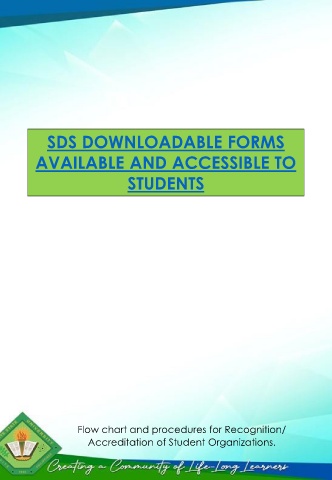 SDS DOWNLOADABLE FORMS
AVAILABLE AND ACCESSIBLE TO
STUDENTS
Flow chart and procedures for Recognition/
Accreditation of Student Organizations.
Creating a Community of Life-Long Learners